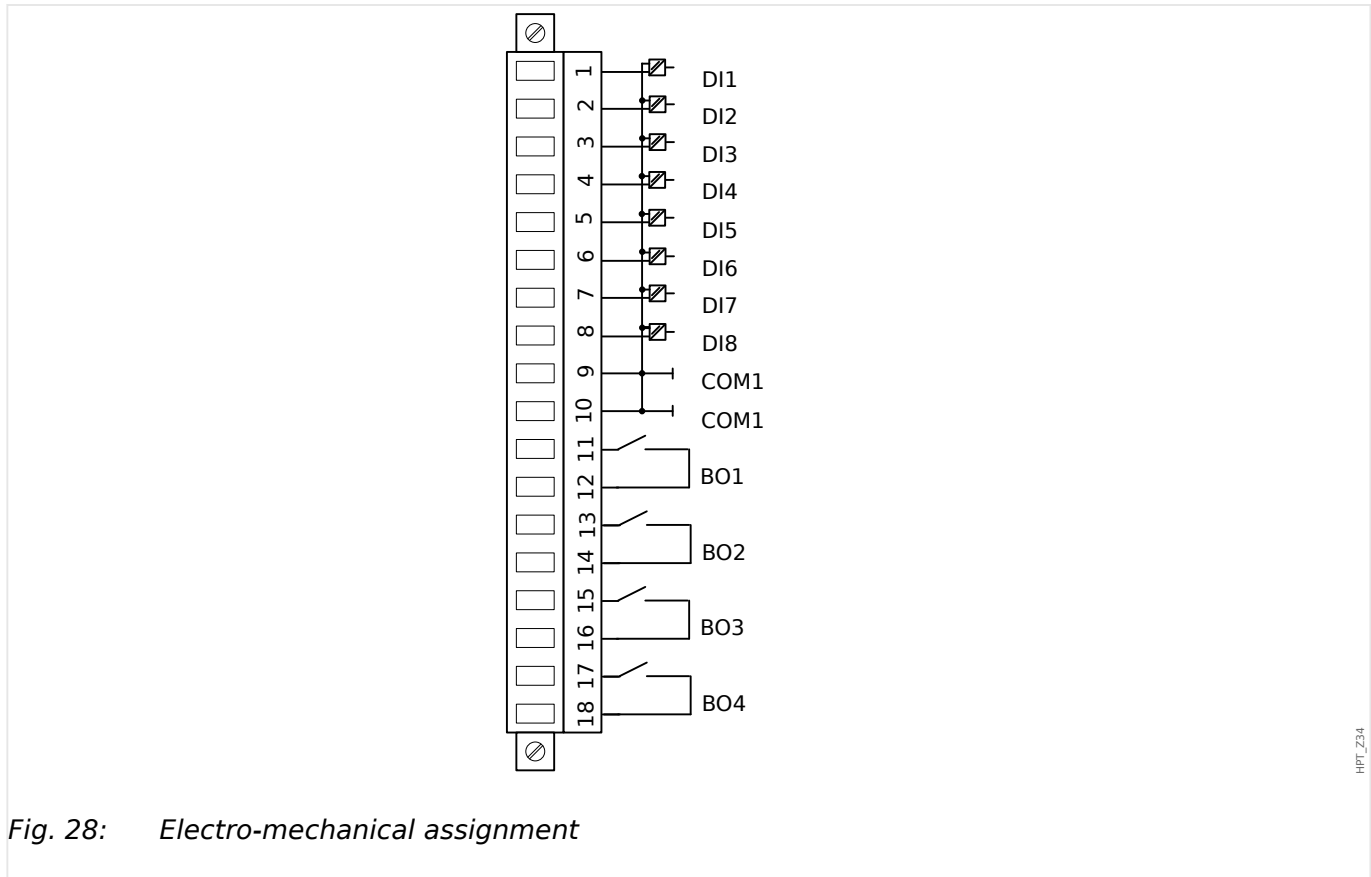 1 DI1
2 DI2
3 DI3
4 DI4
5 DI5
6 DI6
7 DI7
8 DI8
9 COM1
10 COM1
11
BO1
12
13
BO2
14
15
BO3
16
17
BO4
18
HPT_Z34
Fig. 28: Electro-mechanical assignment